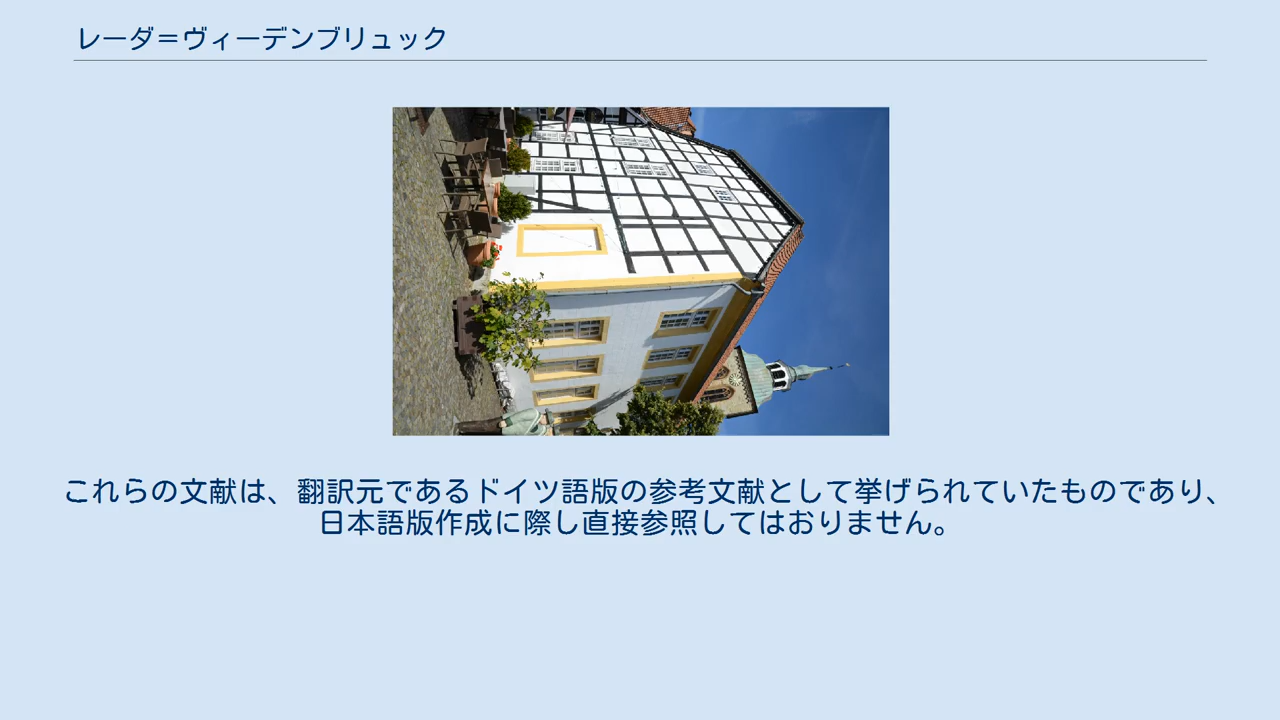 レーダ＝ヴィーデンブリュック
これらの文献は、翻訳元であるドイツ語版の参考文献として挙げられていたものであり、
日本語版作成に際し直接参照してはおりません。